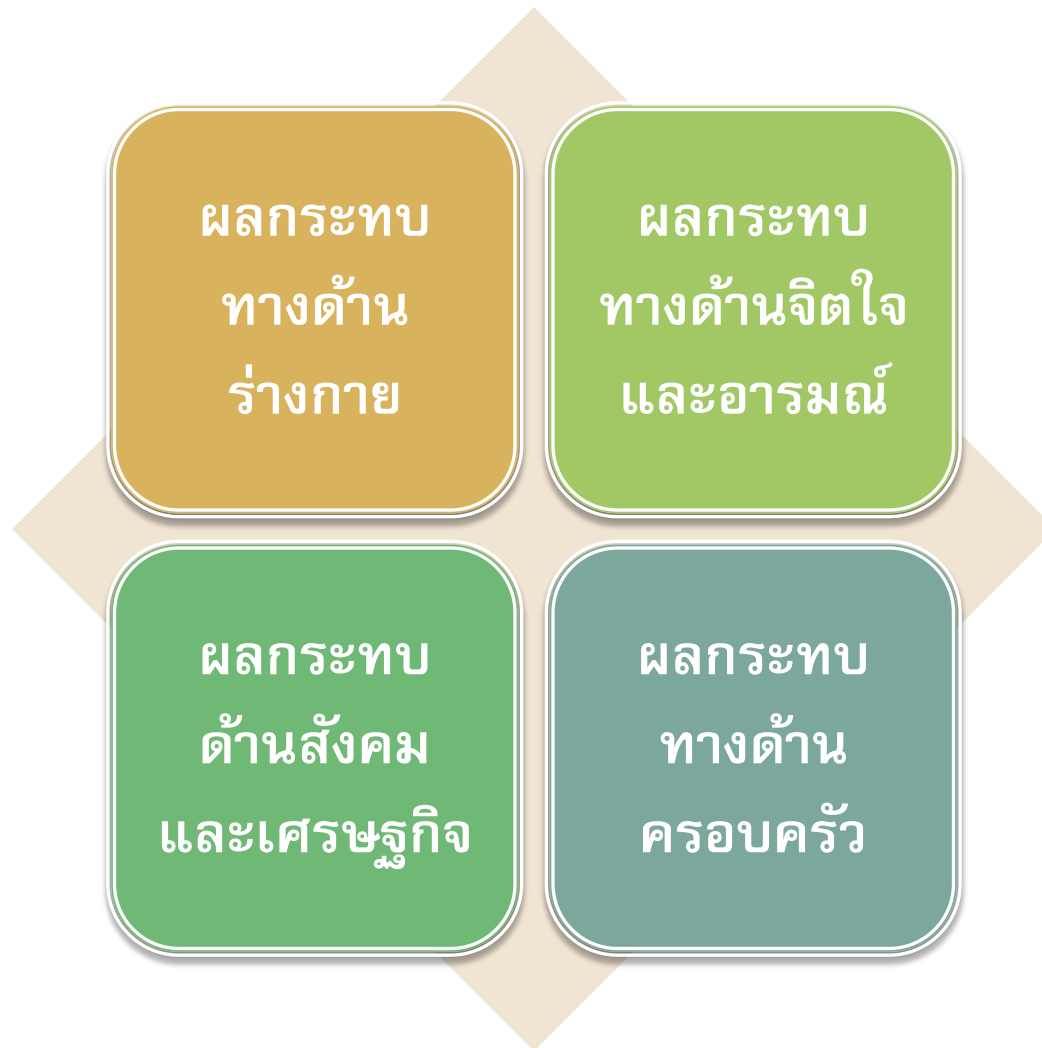 ผลกระทบ
ทางด้าน
ร่างกาย
ผลกระทบ
ทางด้านจิตใจ
และอารมณ์
ผลกระทบ
ด้านสังคม
และเศรษฐกิจ
ผลกระทบ
ทางด้าน
ครอบครัว